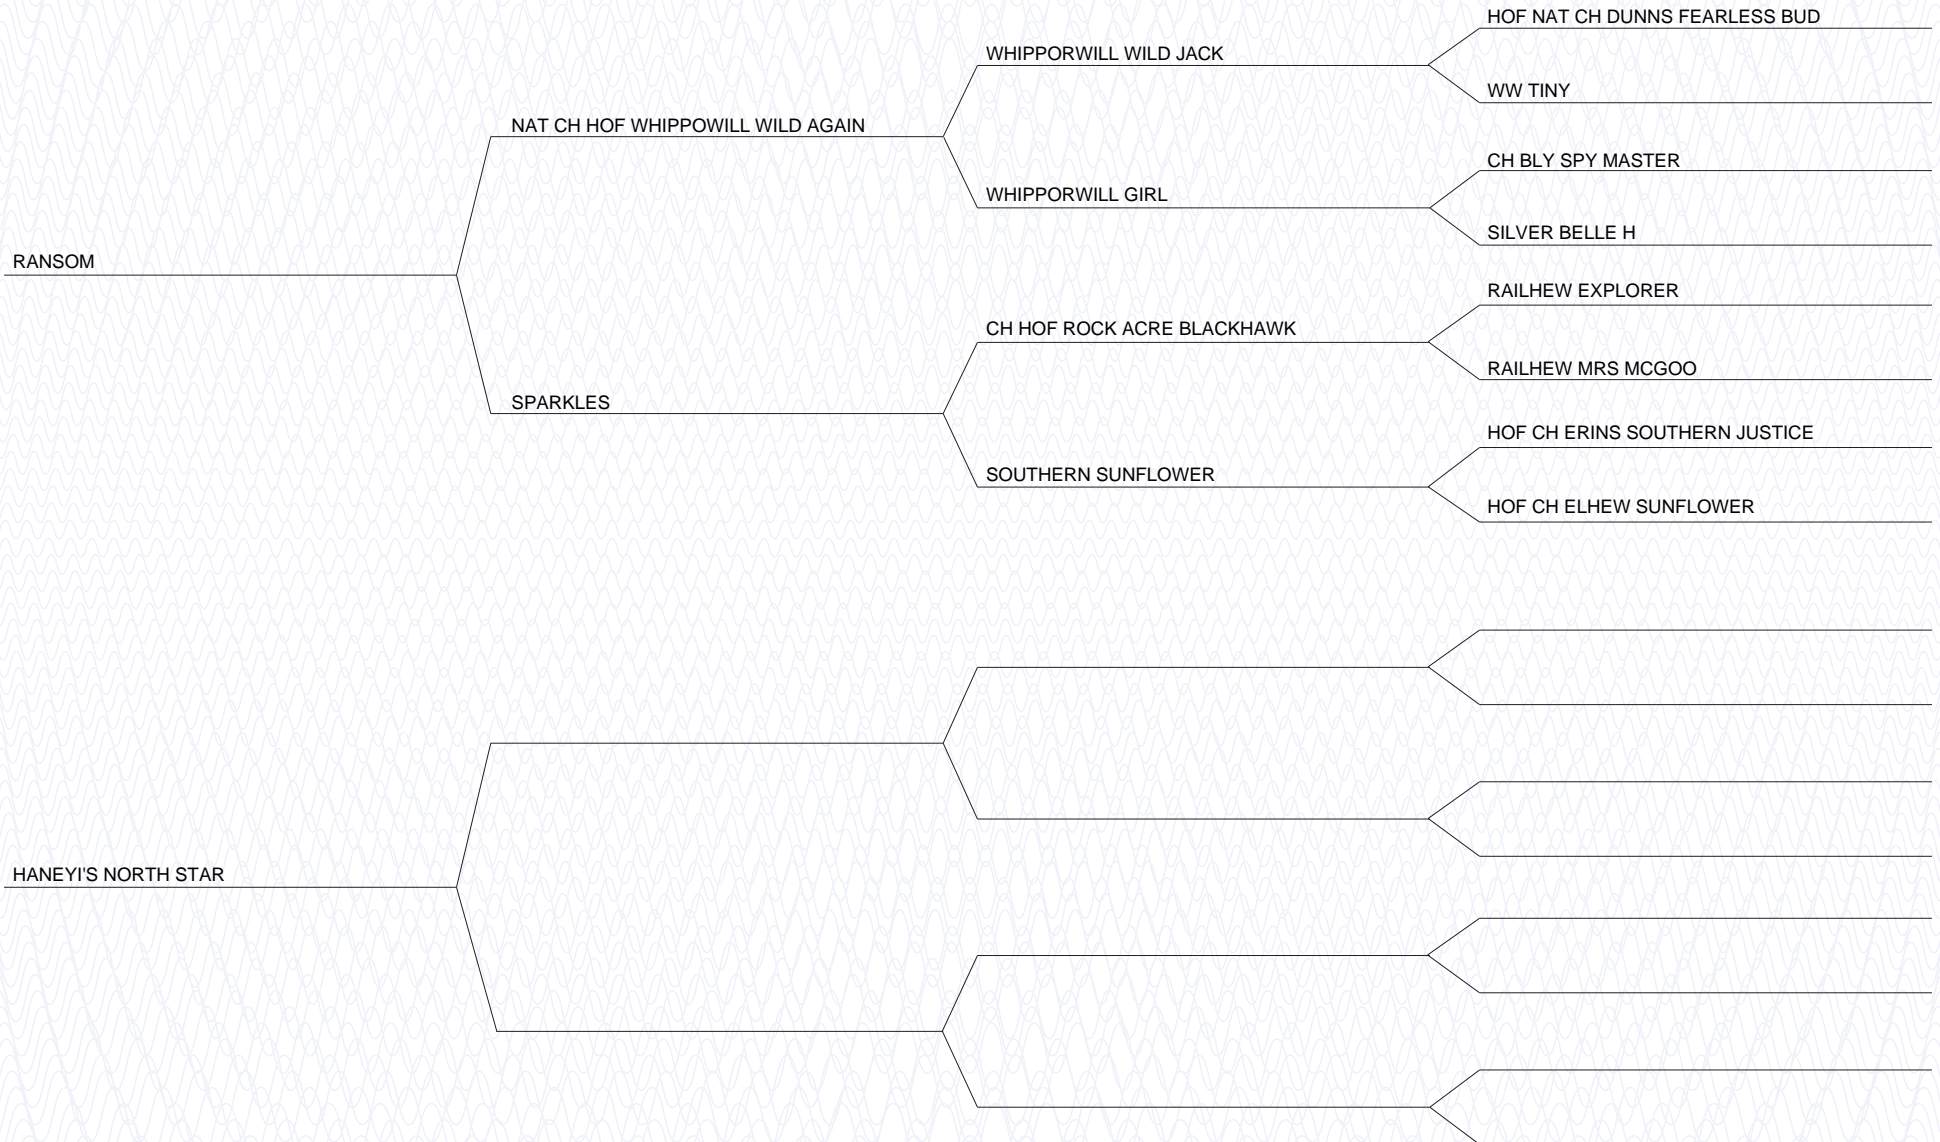 HOF NAT CH DUNNS FEARLESS BUD
WHIPPORWILL WILD JACK
WW TINY
NAT CH HOF WHIPPOWILL WILD AGAIN
CH BLY SPY MASTER
WHIPPORWILL GIRL
SILVER BELLE H
RANSOM
RAILHEW EXPLORER
CH HOF ROCK ACRE BLACKHAWK
RAILHEW MRS MCGOO
SPARKLES
HOF CH ERINS SOUTHERN JUSTICE
SOUTHERN SUNFLOWER
HOF CH ELHEW SUNFLOWER
HANEYI'S NORTH STAR